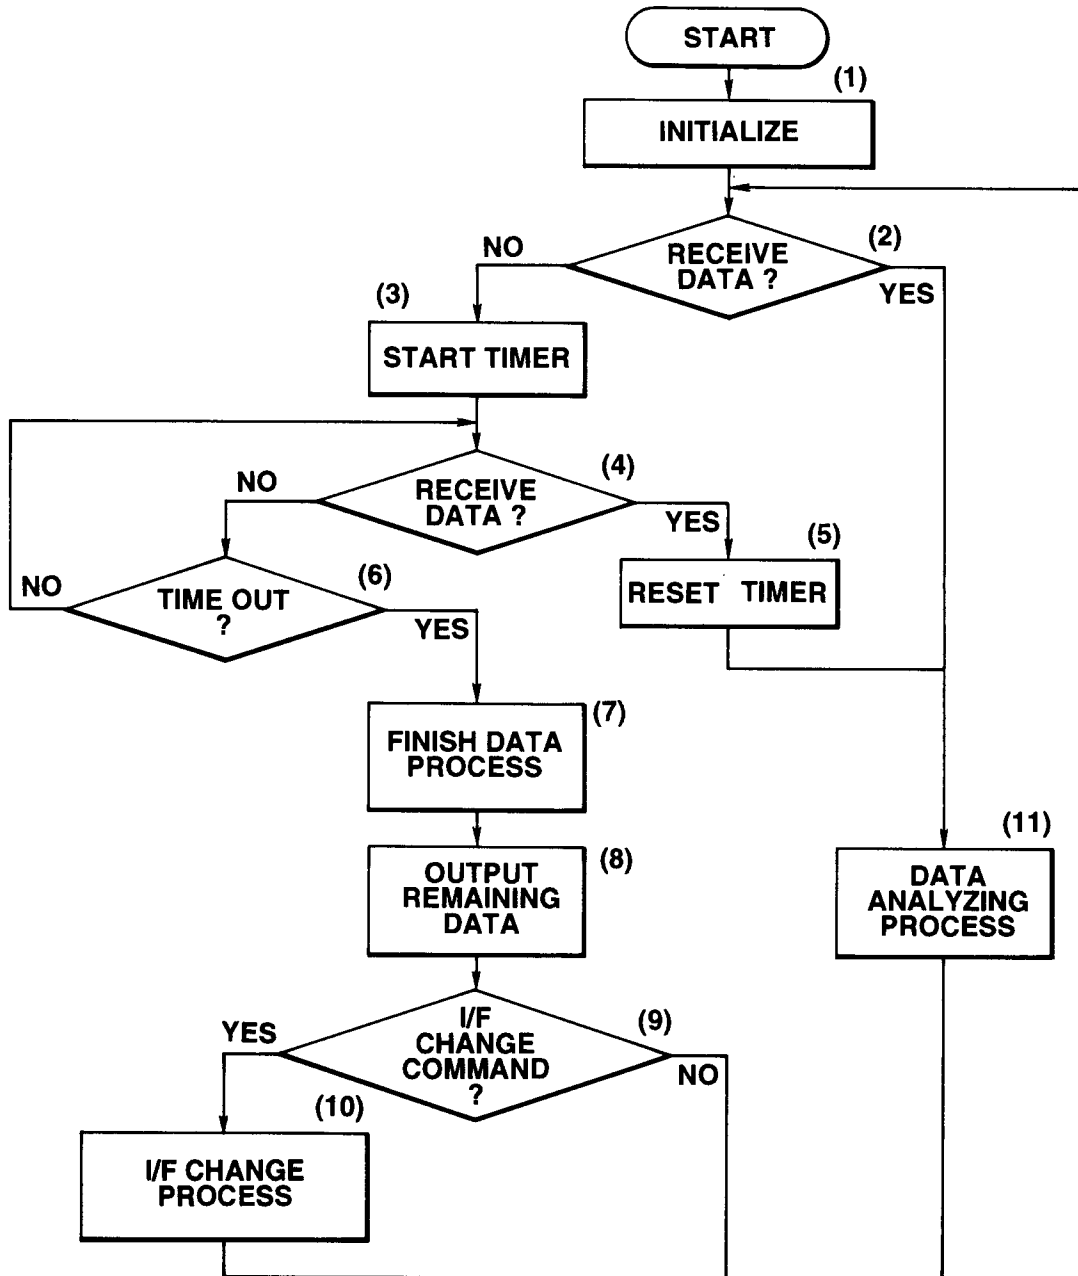 START
(1)
INITIALIZE
(2)
RECEIVE
DATA ?
NO
YES
(3)
START TIMER
(4)
RECEIVE
DATA ?
NO
YES
(5)
RESET TIMER
(6)
TIME OUT
?
NO
YES
(7)
FINISH DATA
PROCESS
(8)
OUTPUT
REMAINING
DATA
(11)
DATA
ANALYZING
PROCESS
(9)
I/F
CHANGE
COMMAND
?
YES
NO
(10)
I/F CHANGE
PROCESS